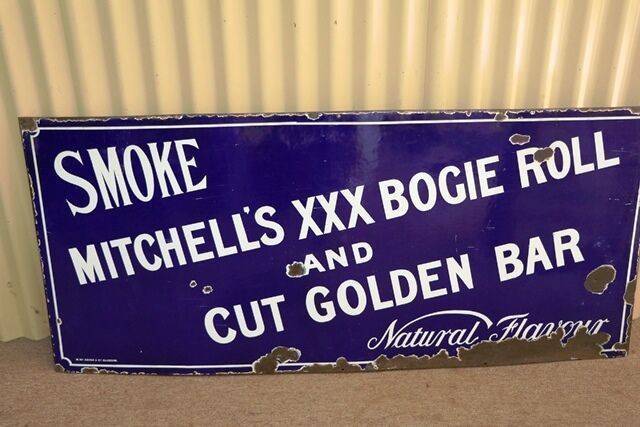 SMOKE
MITCHELL'S XXX BOGIE ROLL
AND
CUT GOLDEN BAR
Natural Flavour